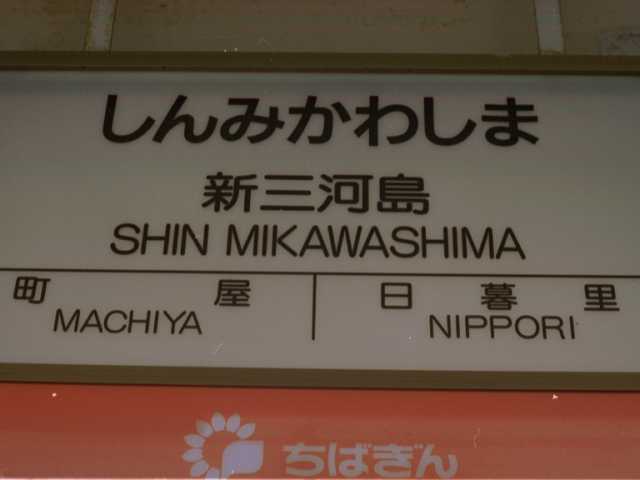 しんみかわしま
新三河島
SHIN MIKAWASHIMA
町屋 日暮里
MACHIYA NIPPORI
ちばぎん